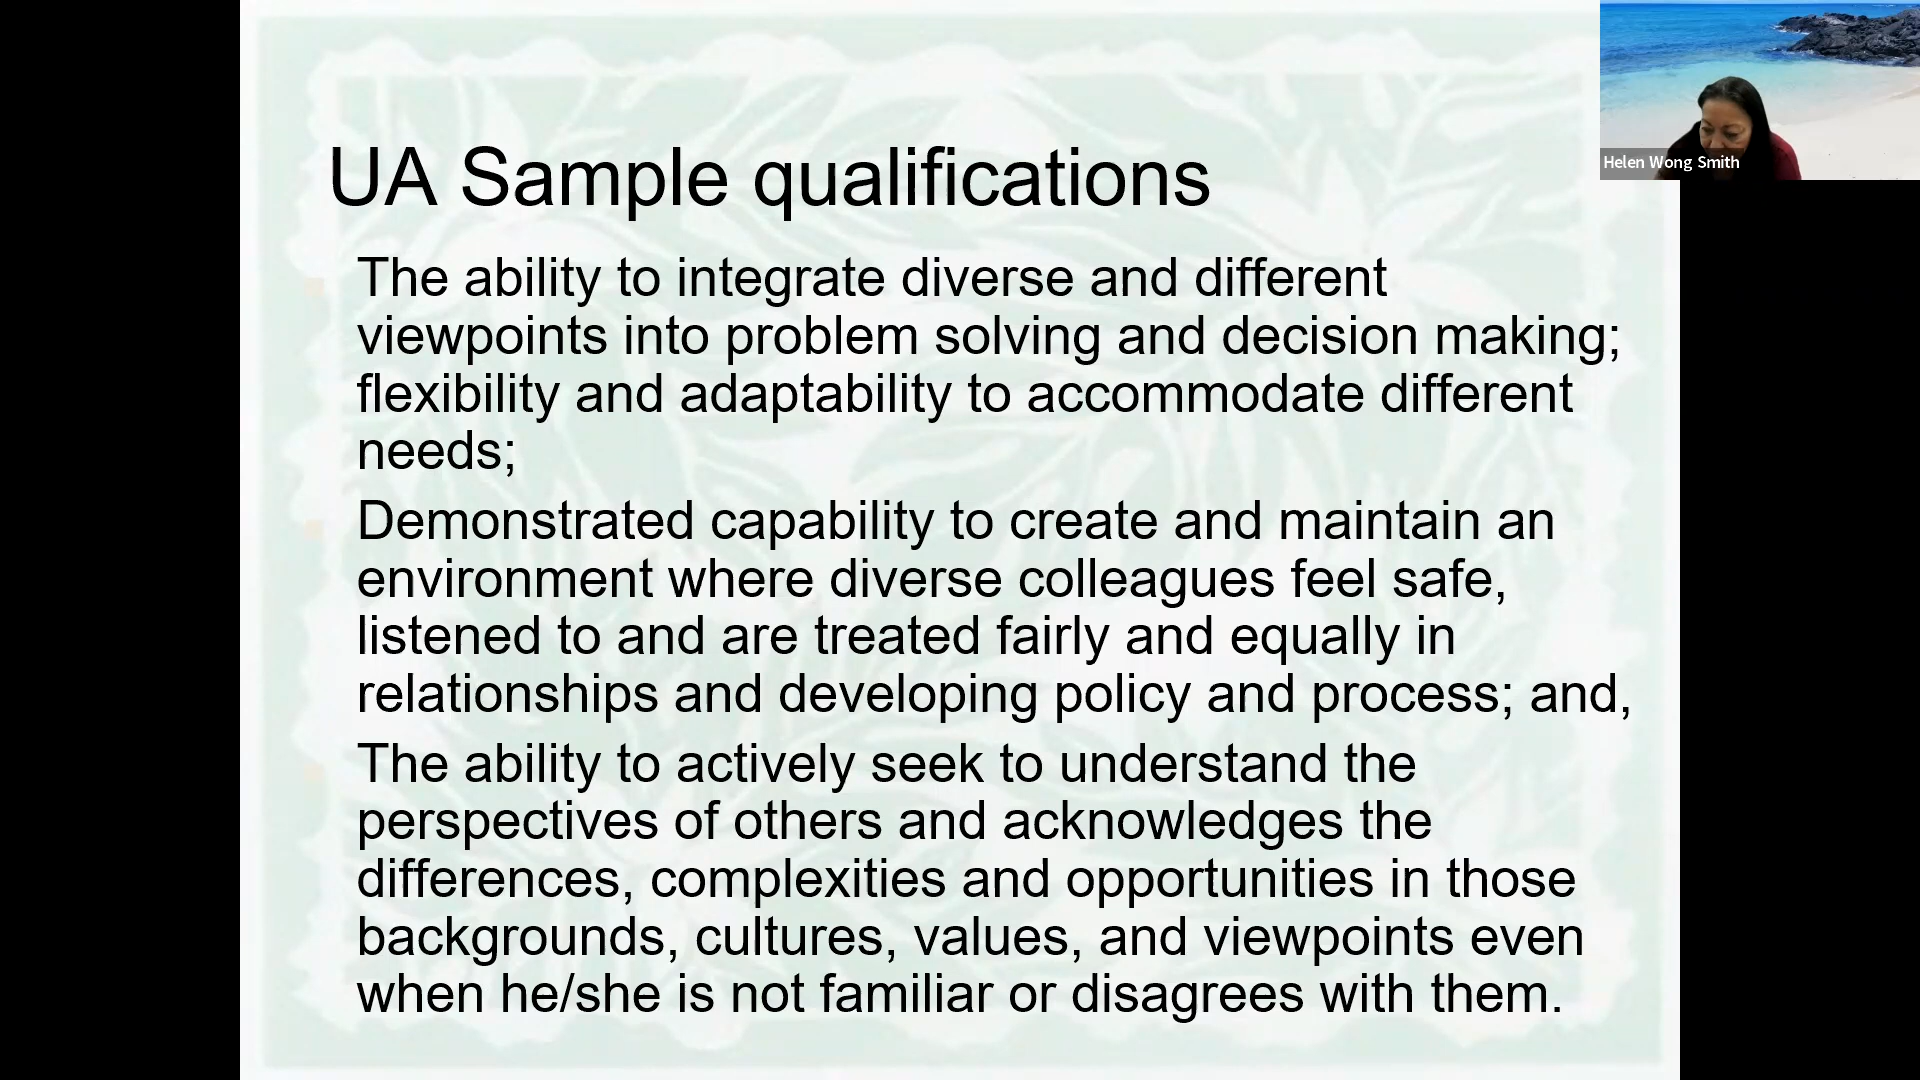 Helen Wong Smith
UA Sample qualifications
The ability to integrate diverse and different
viewpoints into problem solving and decision making;
flexibility and adaptability to accommodate different
needs;
Demonstrated capability to create and maintain an
environment where diverse colleagues feel safe,
listened to and are treated fairly and equally in
relationships and developing policy and process; and,
The ability to actively seek to understand the
perspectives of others and acknowledges the
differences, complexities and opportunities in those
backgrounds, cultures, values, and viewpoints even
when he/she is not familiar or disagrees with them.